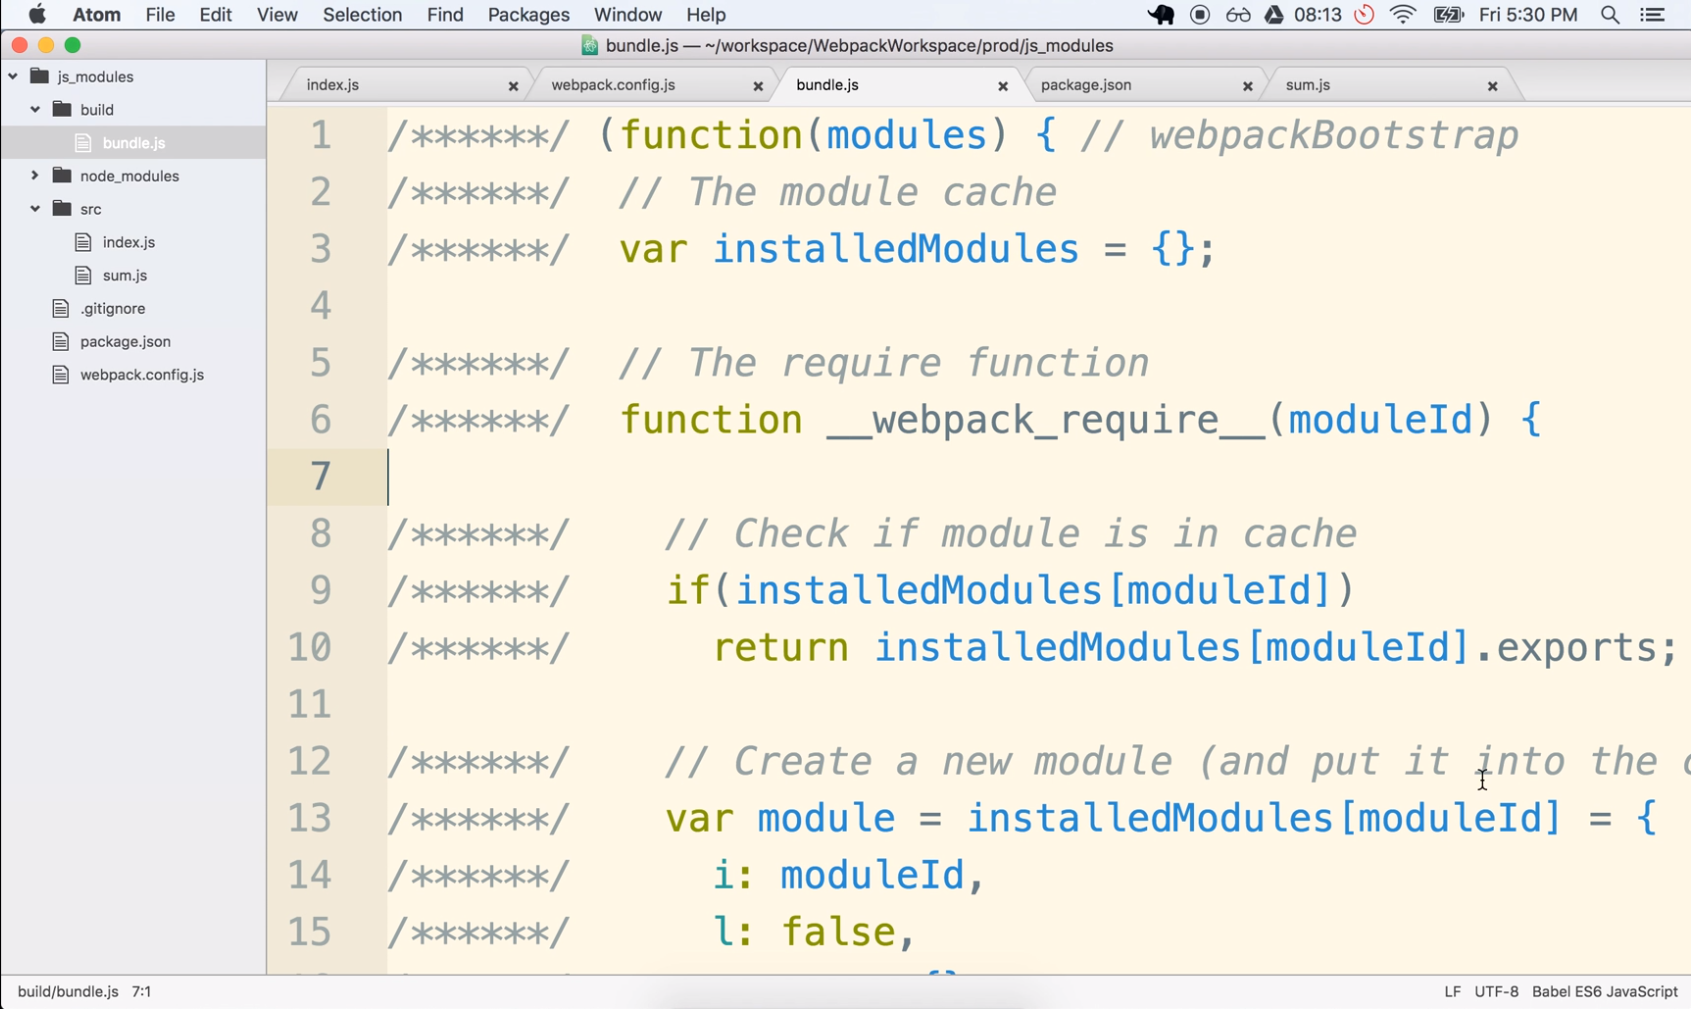 Atom File Edit View Selection Find Packages Window Help 08:13 Fri 5:30 PM
bundle.js — ~/workspace/WebpackWorkspace/prod/js_modules
js_modules
build
bundle.js
node_modules
src
index.js
sum.js
.gitignore
package.json
webpack.config.js
index.js webpack.config.js bundle.js package.json sum.js
1 /******/ (function(modules) { // webpackBootstrap
2 /******/ // The module cache
3 /******/ var installedModules = {};
4
5 /******/ // The require function
6 /******/ function __webpack_require__(moduleId) {
7
8 /******/ // Check if module is in cache
9 /******/ if(installedModules[moduleId])
10 /******/ return installedModules[moduleId].exports;
11
12 /******/ // Create a new module (and put it into the
13 /******/ var module = installedModules[moduleId] = {
14 /******/ i: moduleId,
15 /******/ l: false,
build/bundle.js 7:1 LF UTF-8 Babel ES6 JavaScript